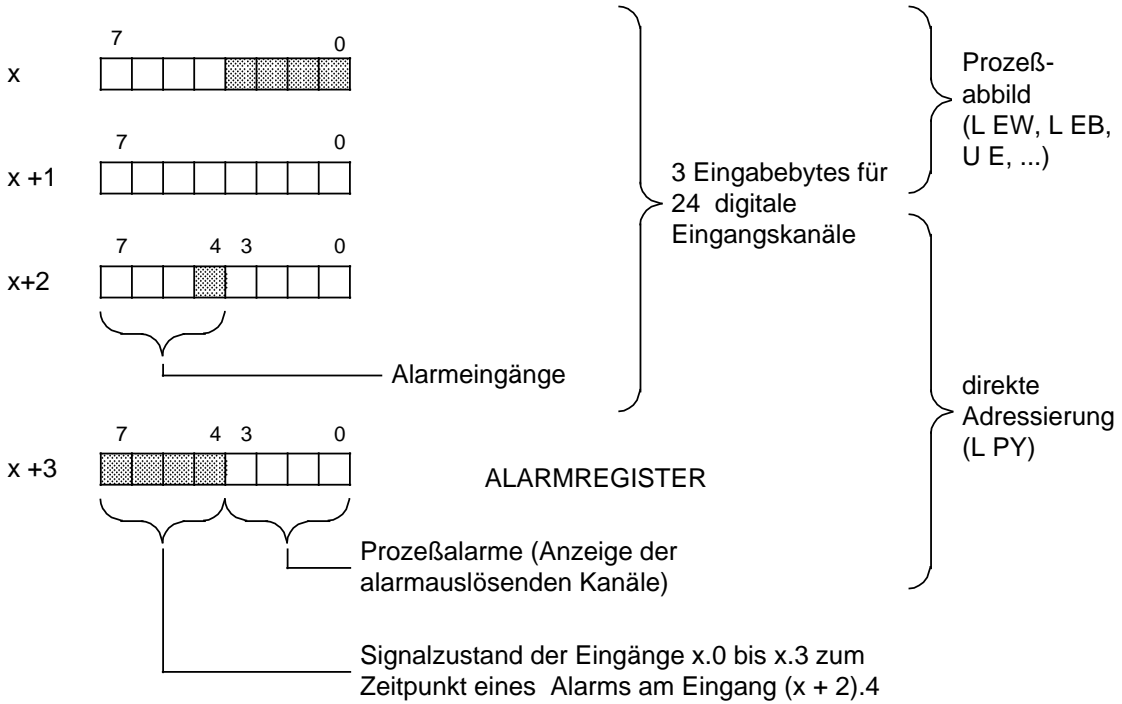 7 0
x
Prozeß-
abbild
(L EW, L EB,
U E, ...)
7 0
x +1
3 Eingabebytes für
24 digitale
Eingangskanäle
7 4 3 0
x+2
Alarmeingänge
direkte
Adressierung
(L PY)
7 4 3 0
x +3
ALARMREGISTER
Prozeßalarme (Anzeige der
alarmauslösenden Kanäle)
Signalzustand der Eingänge x.0 bis x.3 zum
Zeitpunkt eines Alarms am Eingang (x + 2).4